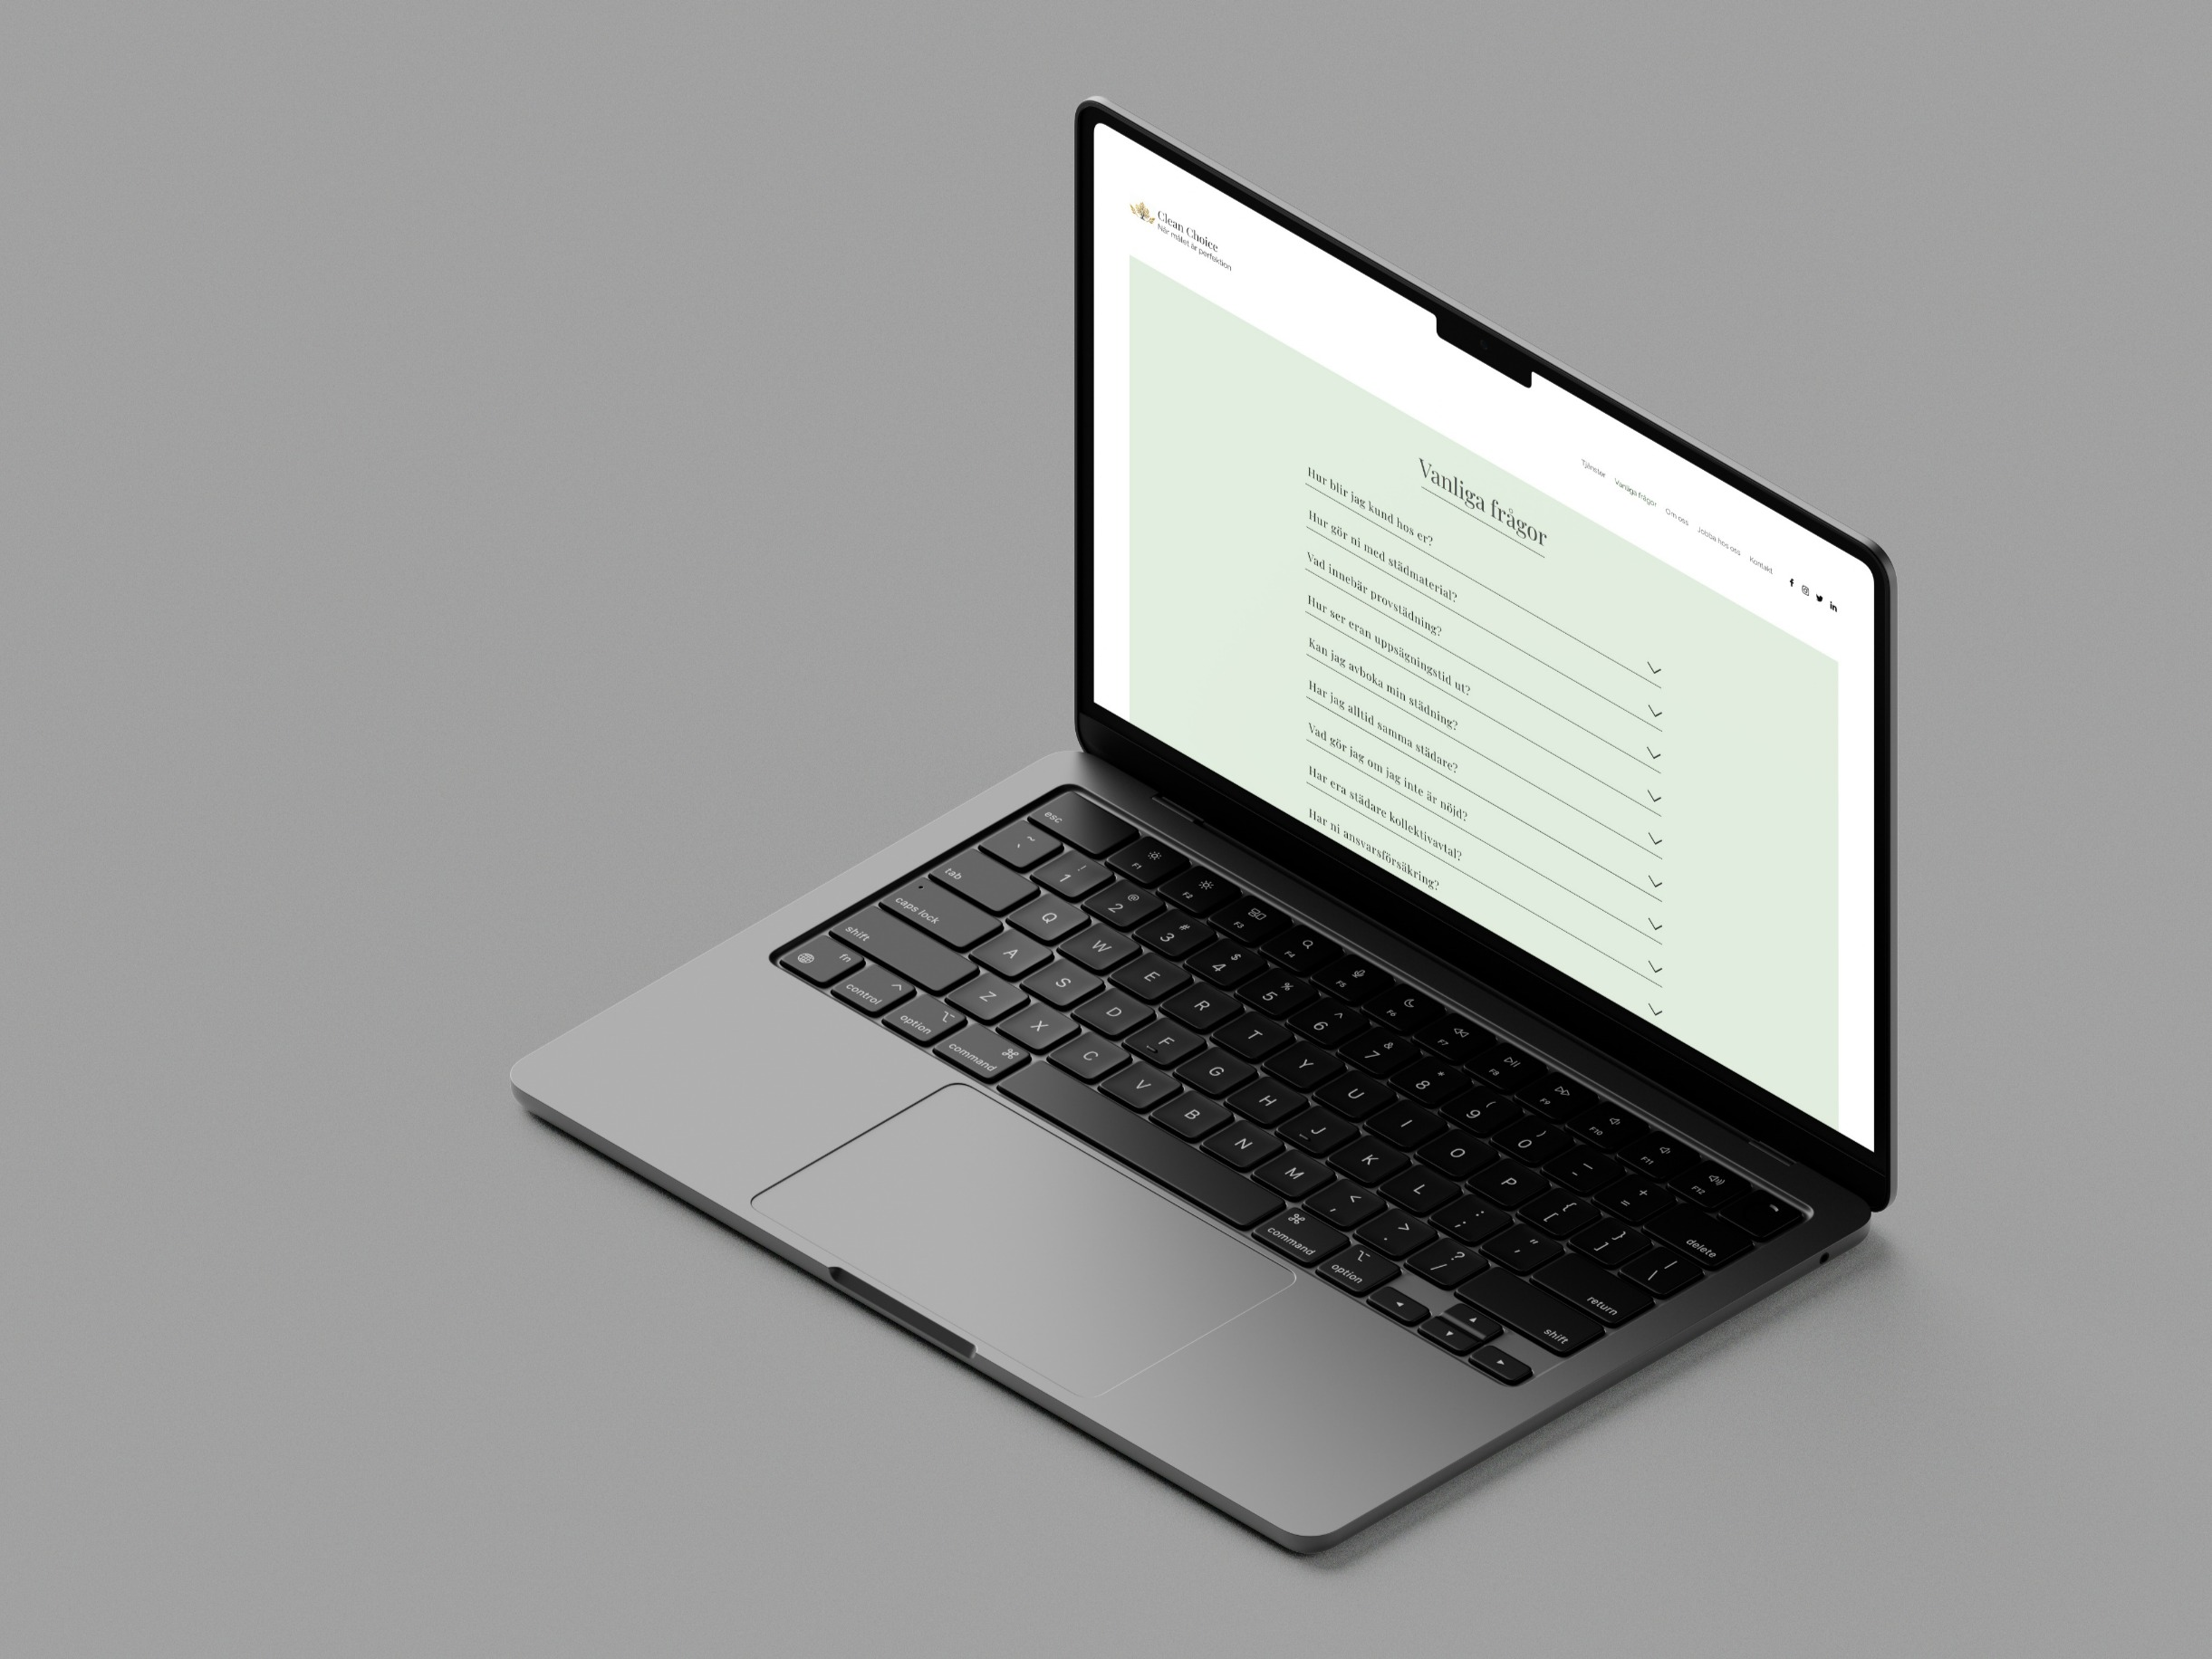 Clean Choice
När målet är perfektion
Tjänster Vanliga frågor Om oss Jobba hos oss Kontakt
Vanliga frågor
Hur blir jag kund hos er?
Hur gör ni med städmaterial?
Vad innebär provstädning?
Hur ser eran uppsägningstid ut?
Kan jag avboka min städning?
Har jag alltid samma städare?
Vad gör jag om jag inte är nöjd?
Har era städare kollektivavtal?
Har ni ansvarsförsäkring?
esc F1 F2 F3 F4 F5 F6 F7 F8 F9 F10 F11 F12
~ ` ! 1 @ 2 # 3 $ 4 % 5 ^ 6 & 7 * 8 ( 9 ) 0 _ - + = delete
tab Q W E R T Y U I O P { [ } ] | \
caps lock A S D F G H J K L : ; " ' return
shift Z X C V B N M < , > . ? / shift
fn control option command command option